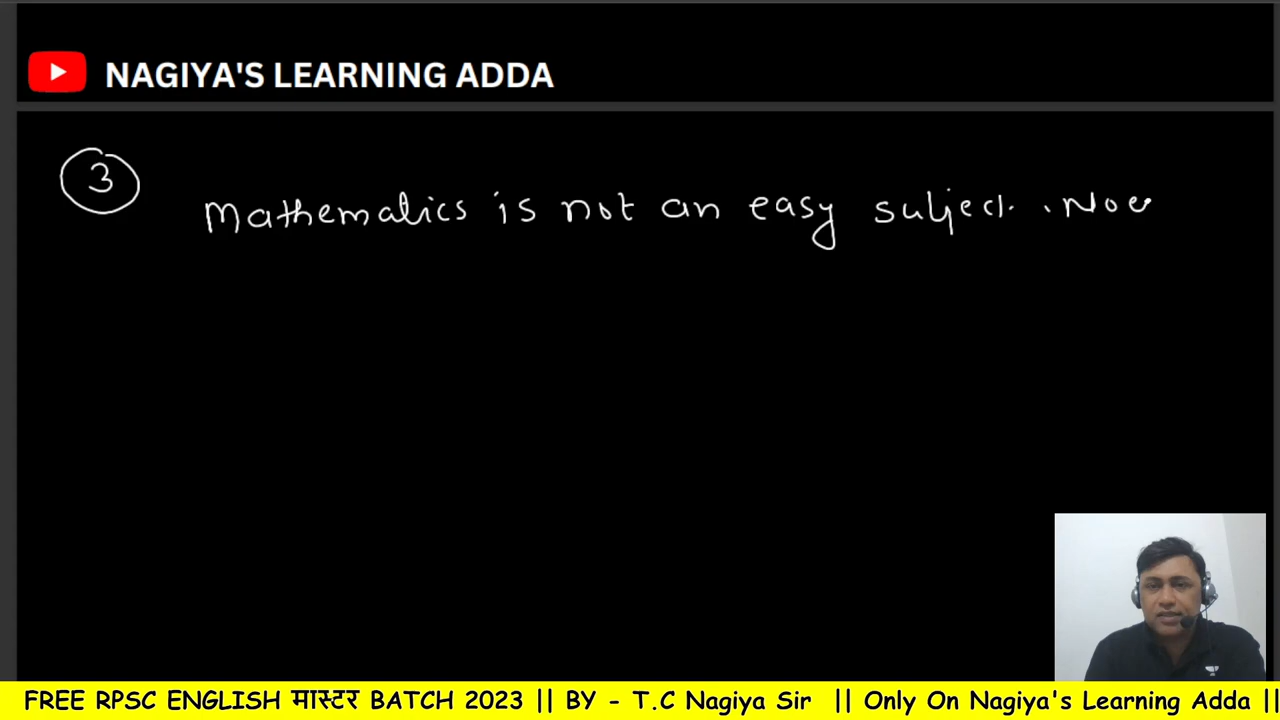 NAGIYA'S LEARNING ADDA
3
Mathematics is not an easy subject.
FREE RPSC ENGLISH मास्टर BATCH 2023 || BY - T.C Nagiya Sir || Only On Nagiya's Learning Adda ||